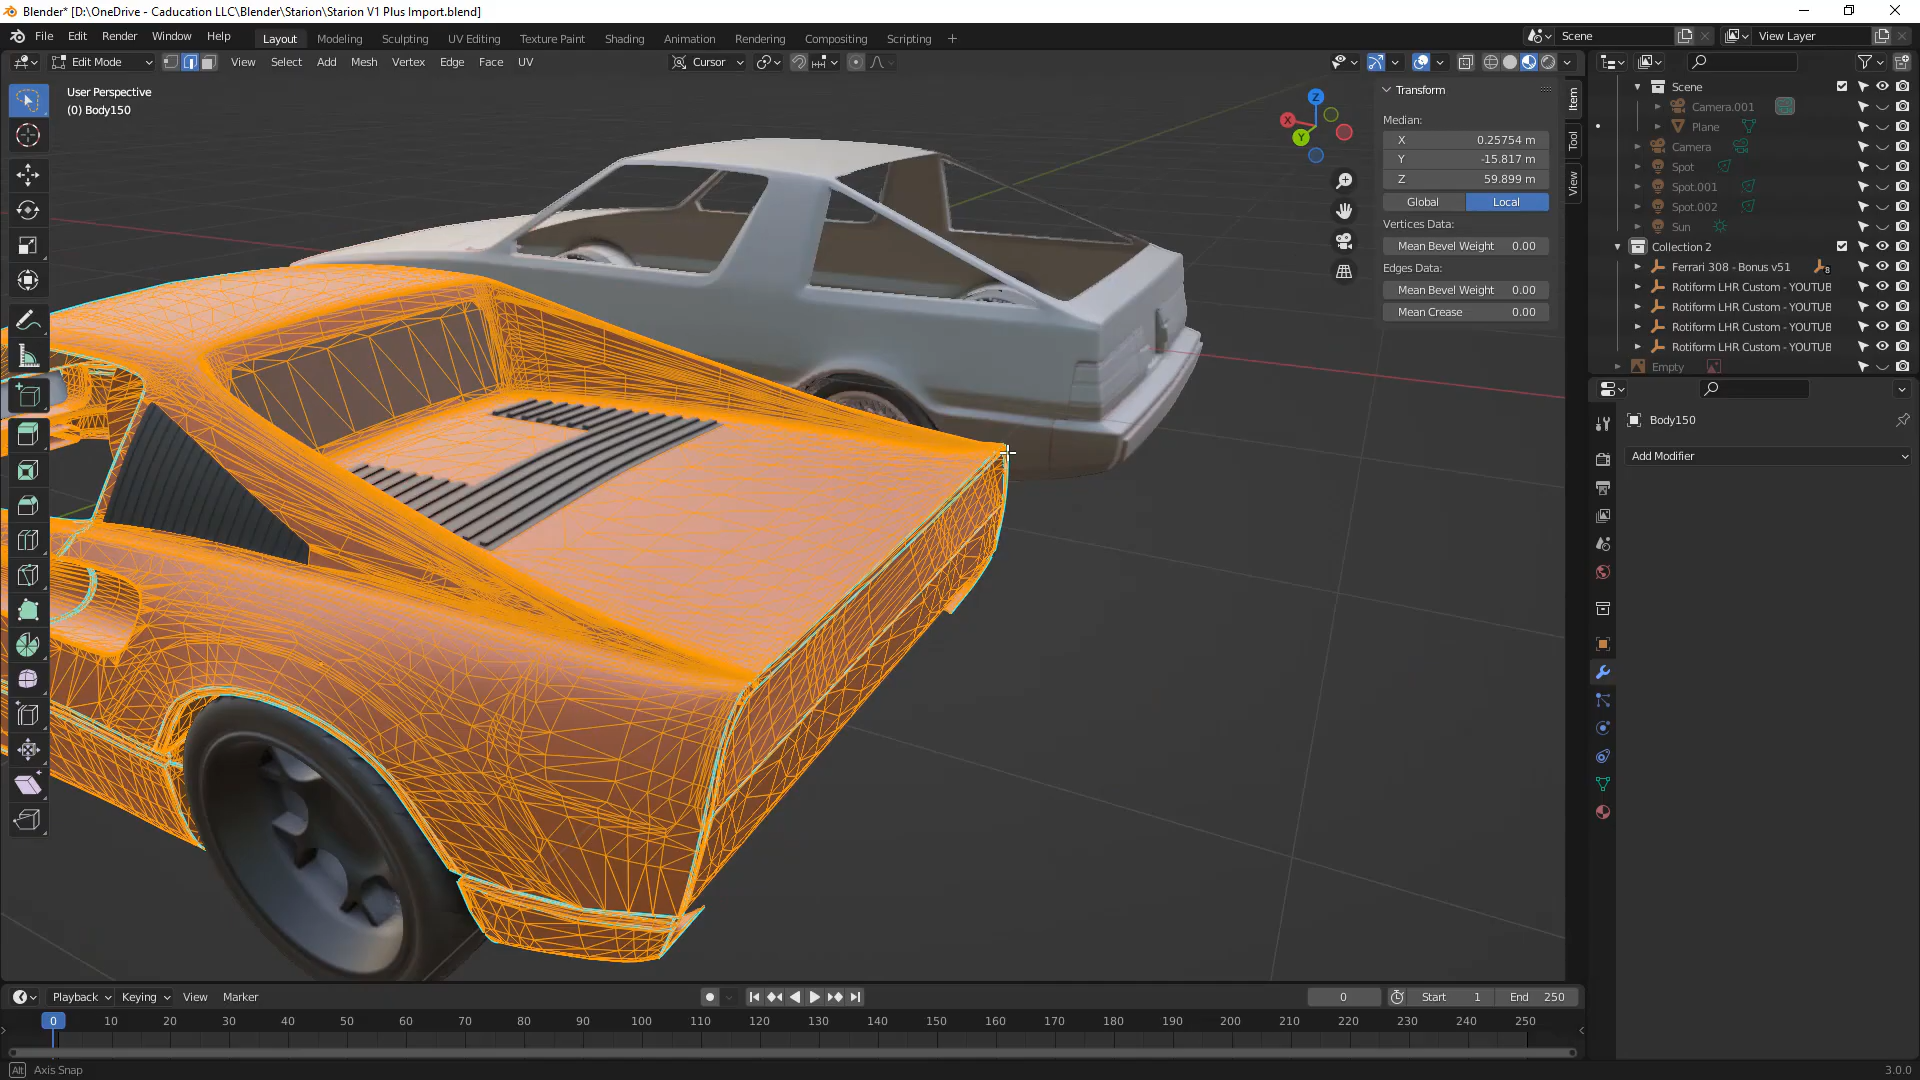 Blender* [D:\OneDrive - Caducation LLC\Blender\Starion\Starion V1 Plus Import.blend]
File Edit Render Window Help
Layout Modeling Sculpting UV Editing Texture Paint Shading Animation Rendering Compositing Scripting +
Scene
View Layer
Edit Mode
View Select Add Mesh Vertex Edge Face UV
Cursor
User Perspective
(0) Body150
Z
X
Y
Transform
Median:
X 0.25754 m
Y -15.817 m
Z 59.899 m
Global Local
Vertices Data:
Mean Bevel Weight 0.00
Edges Data:
Mean Bevel Weight 0.00
Mean Crease 0.00
Item
Tool
View
Scene
Camera.001
Plane
Camera
Spot
Spot.001
Spot.002
Sun
Collection 2
Ferrari 308 - Bonus v51
8
Rotiform LHR Custom - YOUTUB
Rotiform LHR Custom - YOUTUB
Rotiform LHR Custom - YOUTUB
Rotiform LHR Custom - YOUTUB
Empty
Body150
Add Modifier
Playback Keying View Marker
0
Start 1
End 250
0 10 20 30 40 50 60 70 80 90 100 110 120 130 140 150 160 170 180 190 200 210 220 230 240 250
Alt Axis Snap
3.0.0